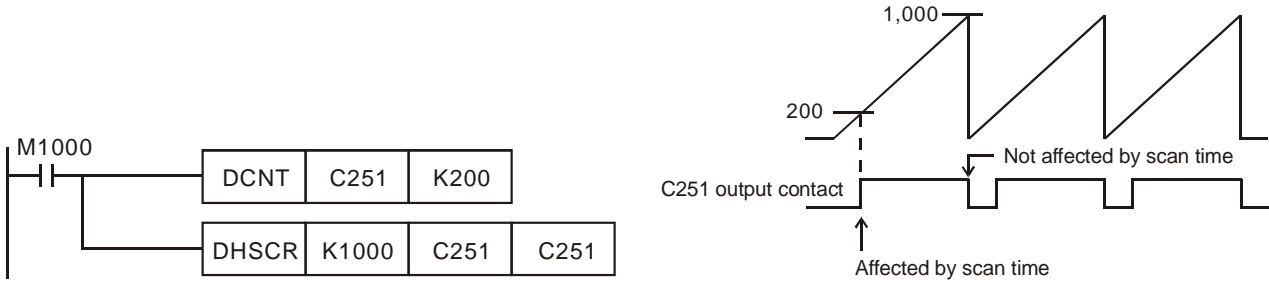 M1000
DCNT C251 K200
DHSCR K1000 C251 C251
1,000
200
Not affected by scan time
C251 output contact
Affected by scan time